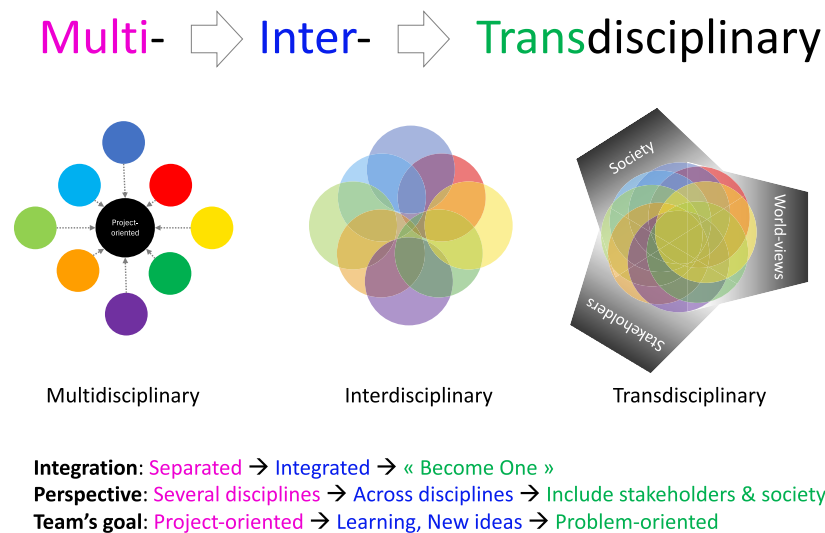 Multi- Inter- Transdisciplinary
Project-
oriented
Society
World-views
Stakeholders
Multidisciplinary
Interdisciplinary
Transdisciplinary
Integration: Separated → Integrated → « Become One »
Perspective: Several disciplines → Across disciplines → Include stakeholders & society
Team’s goal: Project-oriented → Learning, New ideas → Problem-oriented